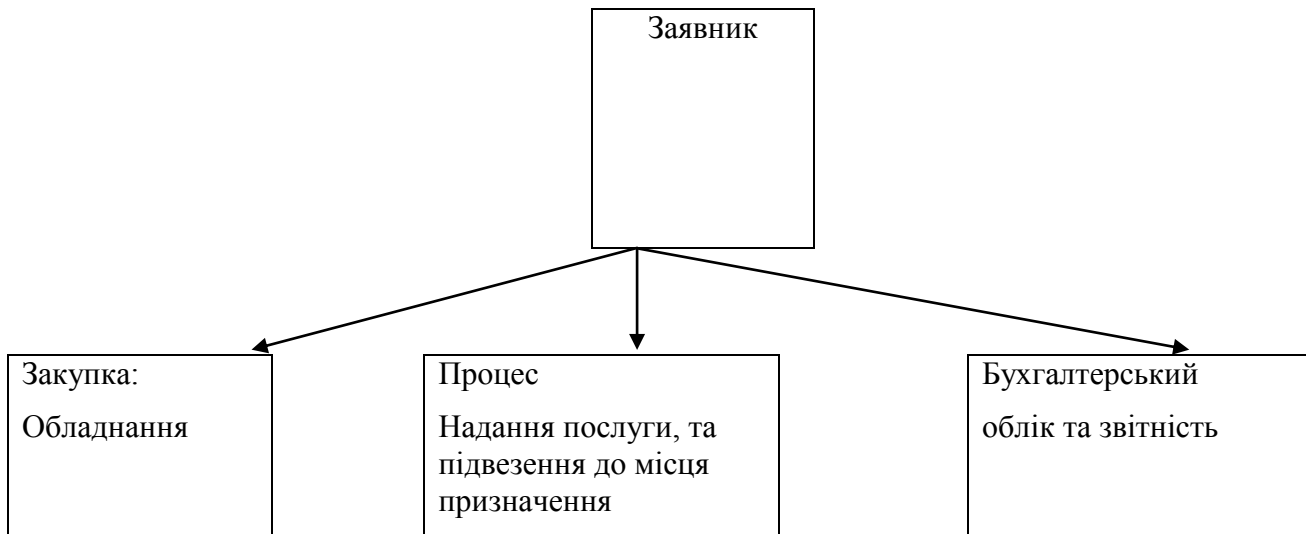 Заявник
Закупка:
Обладнання
Процес
Надання послуги, та
підвезення до місця
призначення
Бухгалтерський
облік та звітність